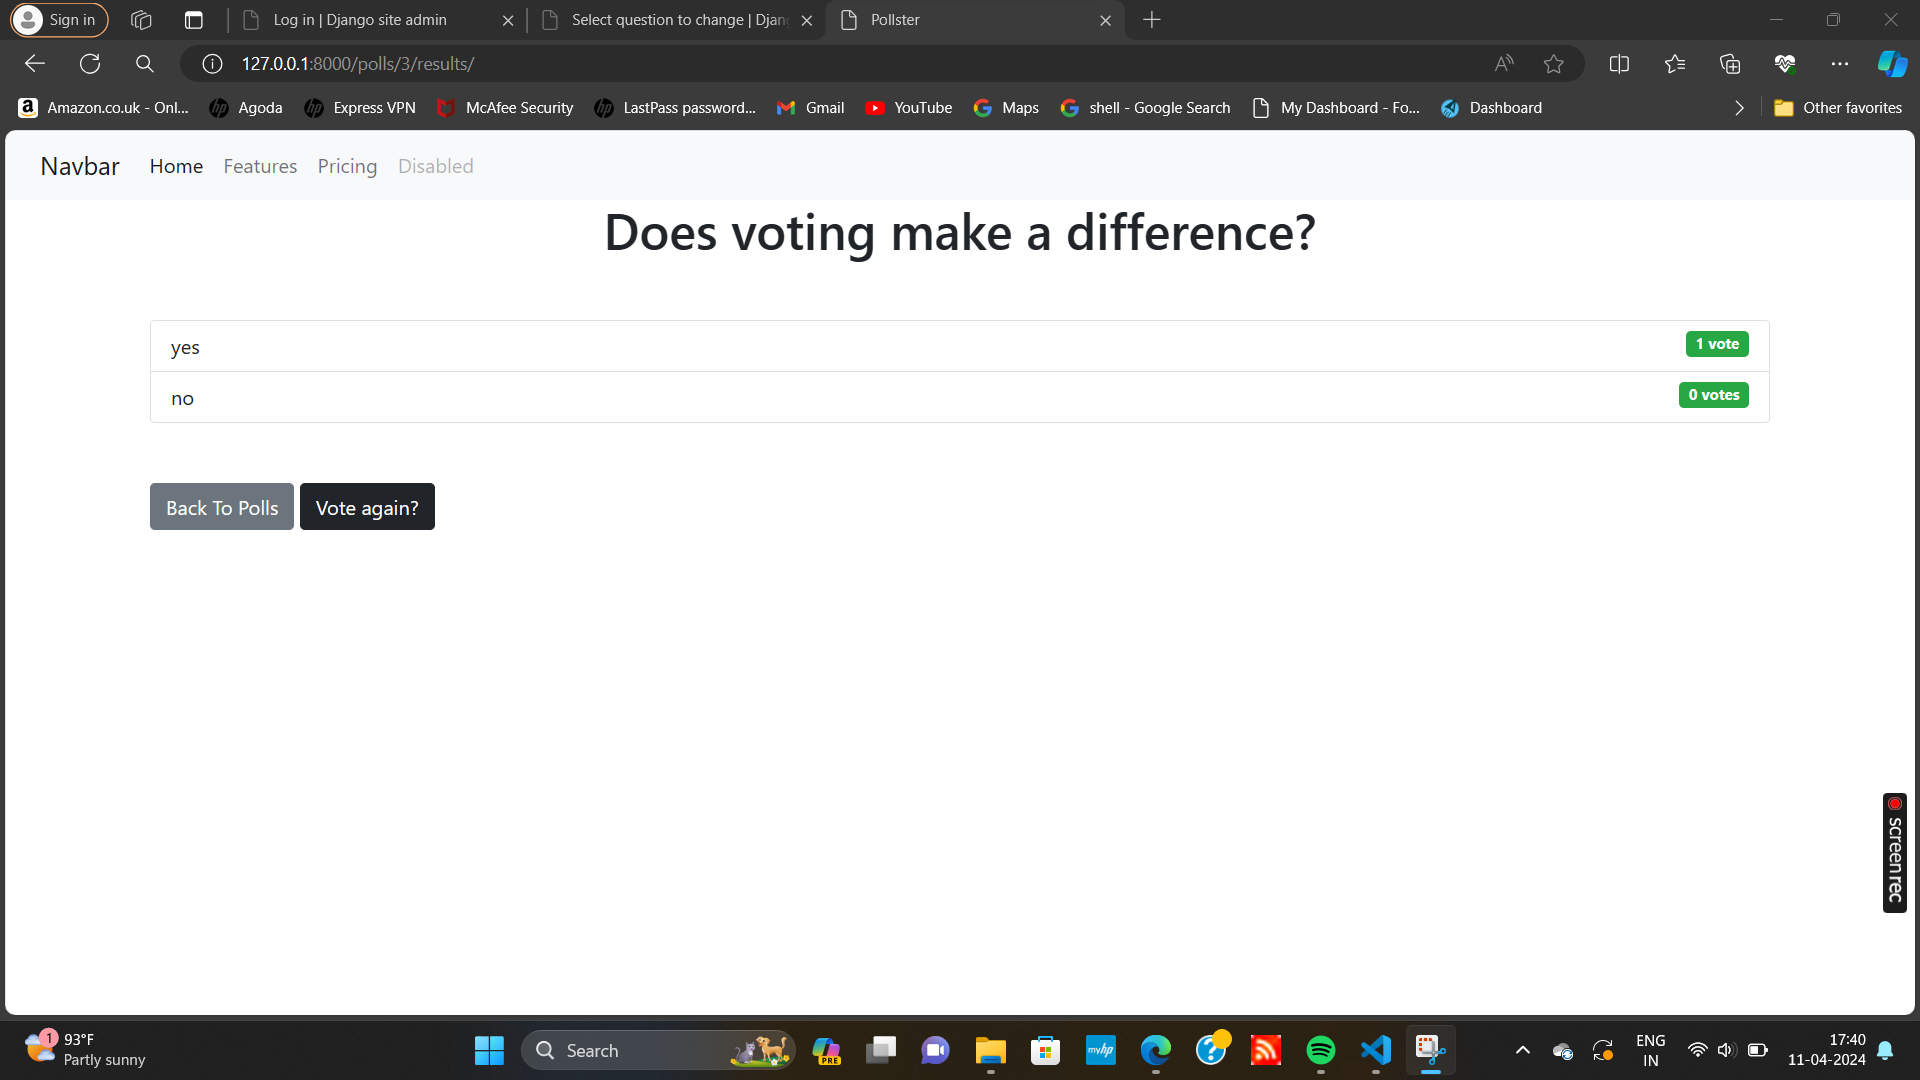 Sign in
Log in | Django site admin
Select question to change | Djan
Pollster
127.0.0.1:8000/polls/3/results/
Amazon.co.uk - Onl...
Agoda
Express VPN
McAfee Security
LastPass password...
Gmail
YouTube
Maps
shell - Google Search
My Dashboard - Fo...
Dashboard
Other favorites
Navbar
Home
Features
Pricing
Disabled
Does voting make a difference?
yes
1 vote
no
0 votes
Back To Polls
Vote again?
screenrec
1
93°F
Partly sunny
Search
PRE
myhp
ENG
IN
17:40
11-04-2024